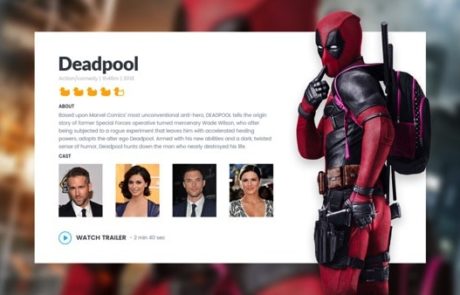 Deadpool
Action/comedy | 1h48m | 2016
ABOUT
Based upon Marvel Comics' most unconventional anti-hero, DEADPOOL tells the origin
story of former Special Forces operative turned mercenary Wade Wilson, who after
being subjected to a rogue experiment that leaves him with accelerated healing
powers, adopts the alter ego Deadpool. Armed with his new abilities and a dark, twisted
sense of humor, Deadpool hunts down the man who nearly destroyed his life.
CAST
WATCH TRAILER - 2 min 40 sec